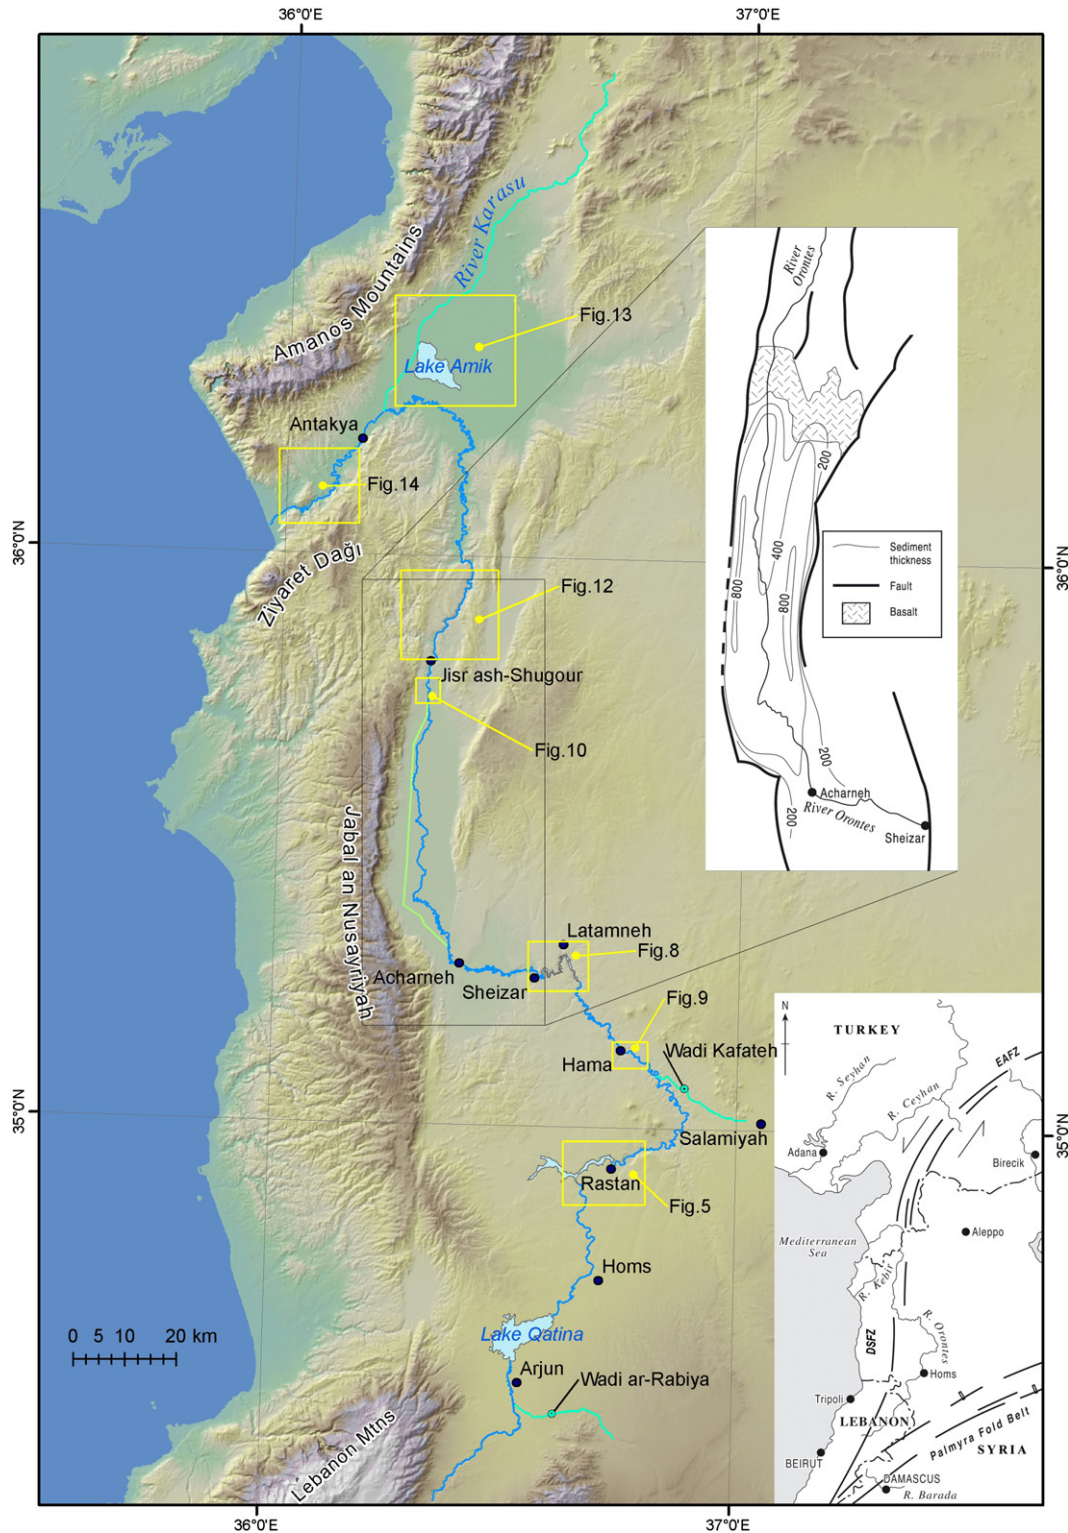 36°0'E
37°0'E
River Karasu
Amanos Mountains
Fig.13
Lake Amik
Antakya
Fig.14
36°0'N
36°0'N
Ziyaret Dağı
Fig.12
Jisr ash-Shugour
Fig.10
Jabal an Nusayriyah
Latamneh
Fig.8
Acharneh
Sheizar
Fig.9
Wadi Kafateh
Hama
35°0'N
35°0'N
Salamiyah
Rastan
Fig.5
Homs
Lake Qatina
0 5 10 20 km
Arjun
Wadi ar-Rabiya
Lebanon Mtns
36°0'E
37°0'E
River
Orontes
200
400
800
800
Sediment
thickness
Fault
Basalt
200
Acharneh
River Orontes
200
Sheizar
N
TURKEY
EAFZ
R. Seyhan
R. Ceyhan
Adana
Birecik
Mediterranean
Sea
Aleppo
R. Kebir
R. Orontes
DSFZ
Homs
Tripoli
LEBANON
Palmyra Fold Belt
SYRIA
BEIRUT
DAMASCUS
R. Barada